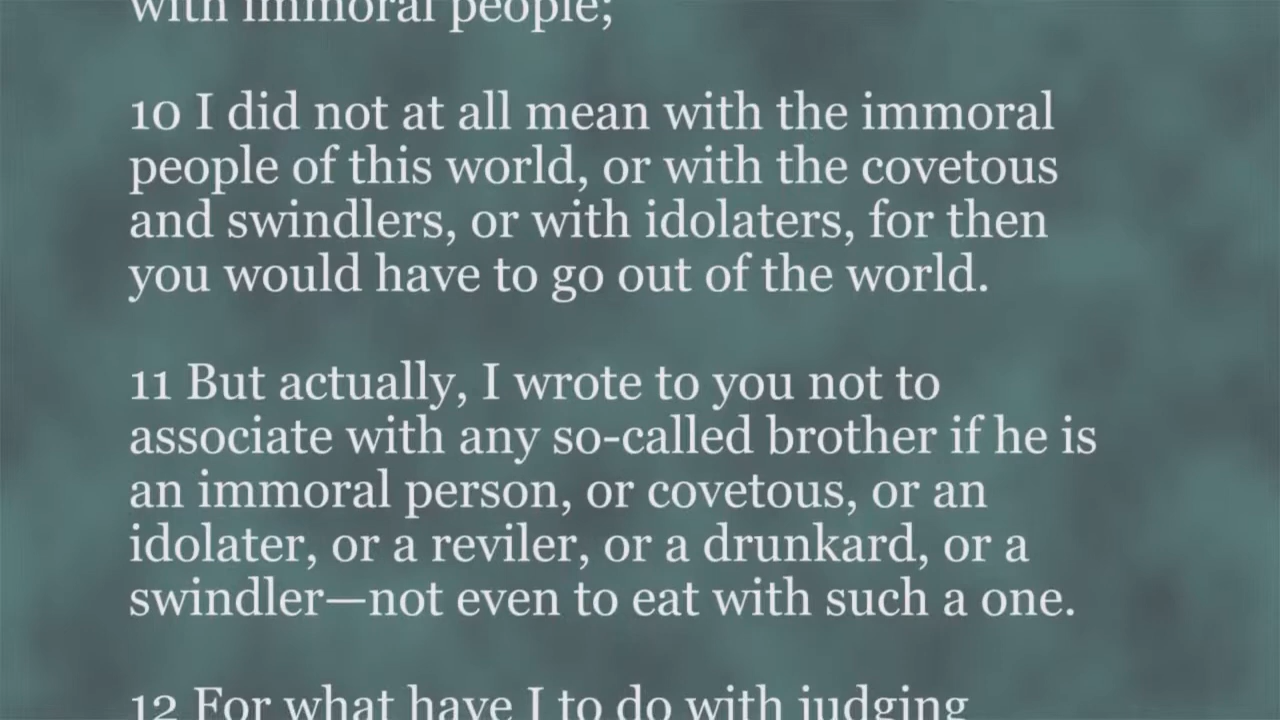 with immoral people;
10 I did not at all mean with the immoral
people of this world, or with the covetous
and swindlers, or with idolaters, for then
you would have to go out of the world.
11 But actually, I wrote to you not to
associate with any so-called brother if he is
an immoral person, or covetous, or an
idolater, or a reviler, or a drunkard, or a
swindler—not even to eat with such a one.
12 For what have I to do with judging